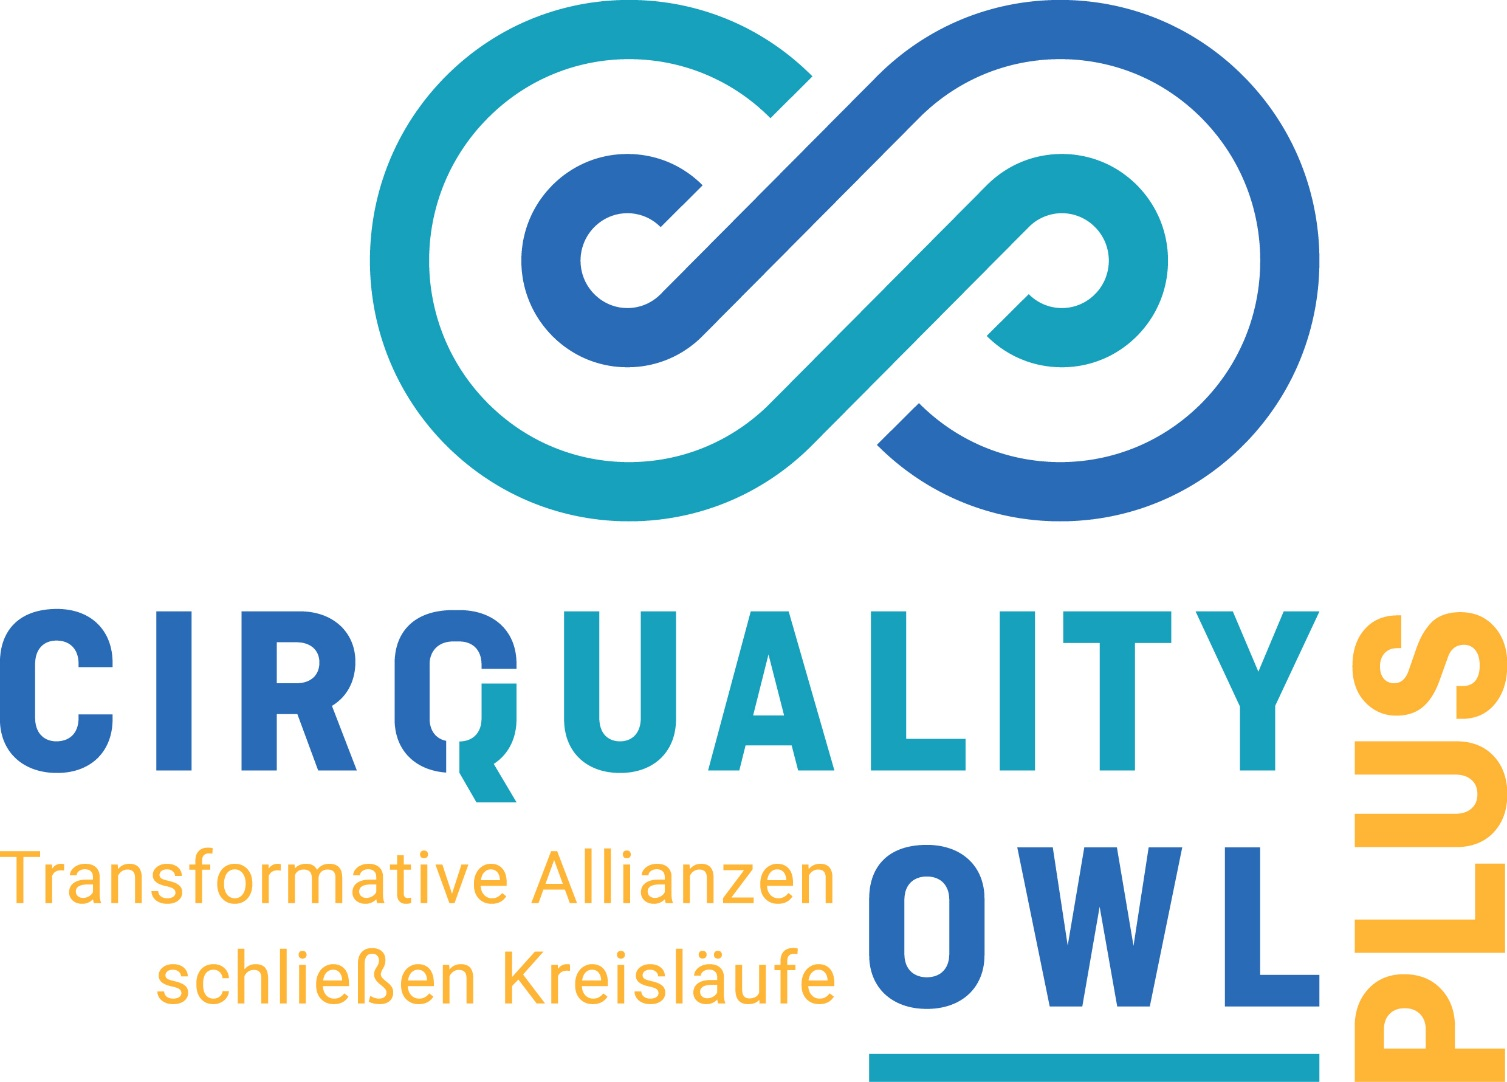 CIRQUALITY
OWL
PLUS
Transformative Allianzen
schließen Kreisläufe